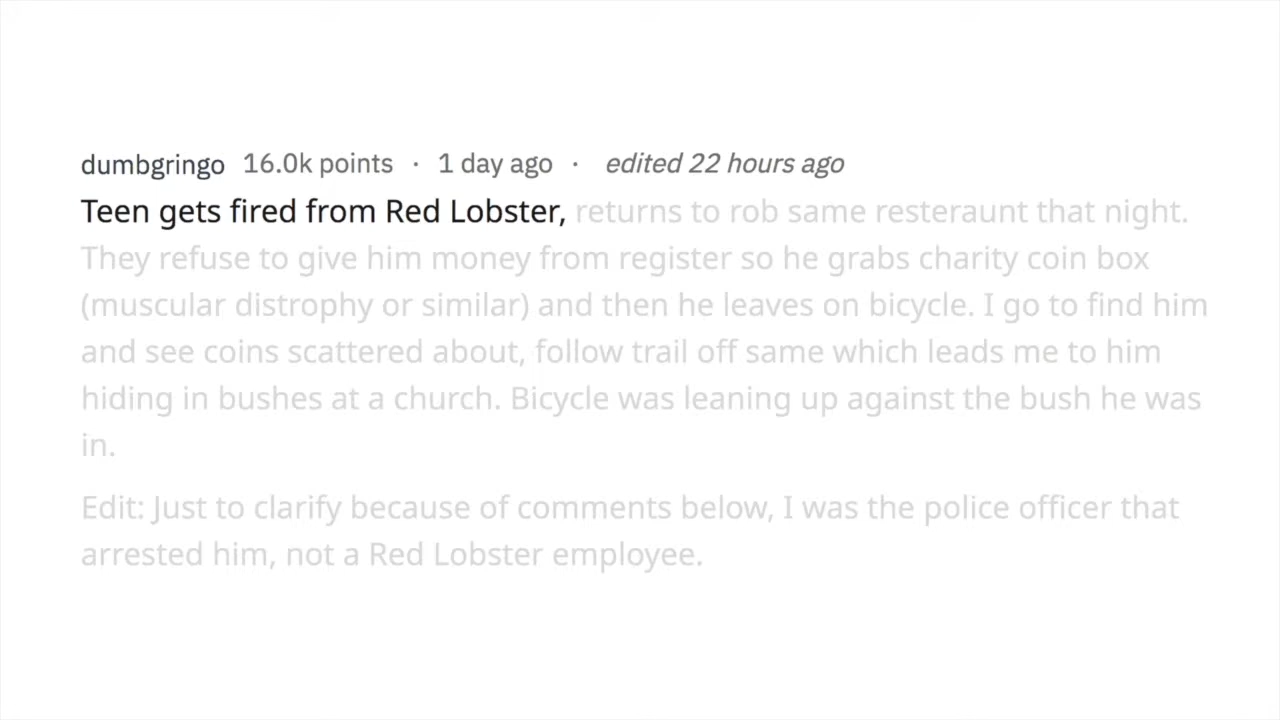 dumbgringo 16.0k points · 1 day ago · edited 22 hours ago
Teen gets fired from Red Lobster, returns to rob same resteraunt that night.
They refuse to give him money from register so he grabs charity coin box
(muscular distrophy or similar) and then he leaves on bicycle. I go to find him
and see coins scattered about, follow trail off same which leads me to him
hiding in bushes at a church. Bicycle was leaning up against the bush he was
in.
Edit: Just to clarify because of comments below, I was the police officer that
arrested him, not a Red Lobster employee.